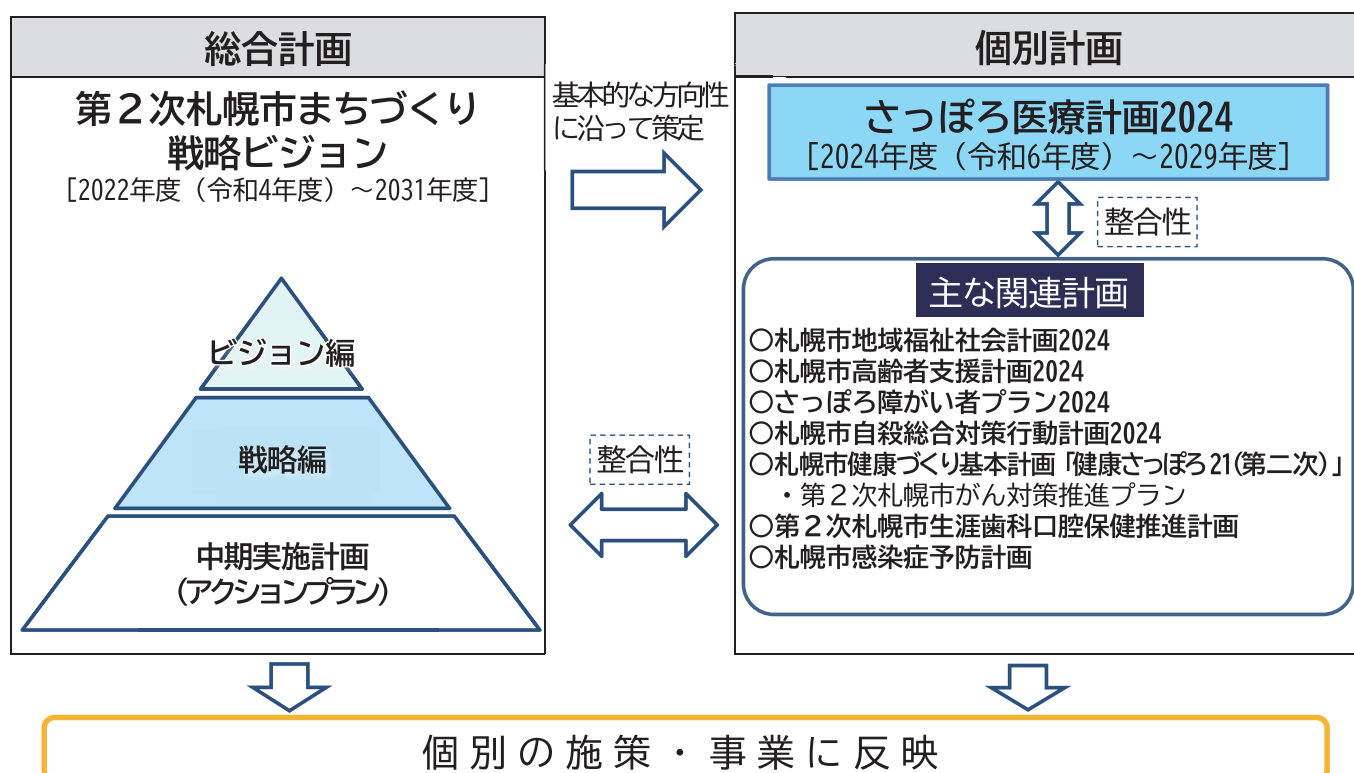 総合計画
第２次札幌市まちづくり
戦略ビジョン
［2022年度（令和4年度）～2031年度］
ビジョン編
戦略編
中期実施計画
（アクションプラン）
基本的な方向性
に沿って策定
整合性
個別計画
さっぽろ医療計画2024
［2024年度（令和6年度）～2029年度］
整合性
主な関連計画
○札幌市地域福祉社会計画2024
○札幌市高齢者支援計画2024
○さっぽろ障がい者プラン2024
○札幌市自殺総合対策行動計画2024
○札幌市健康づくり基本計画「健康さっぽろ21（第二次）」
・第２次札幌市がん対策推進プラン
○第２次札幌市生涯歯科口腔保健推進計画
○札幌市感染症予防計画
個別の施策・事業に反映